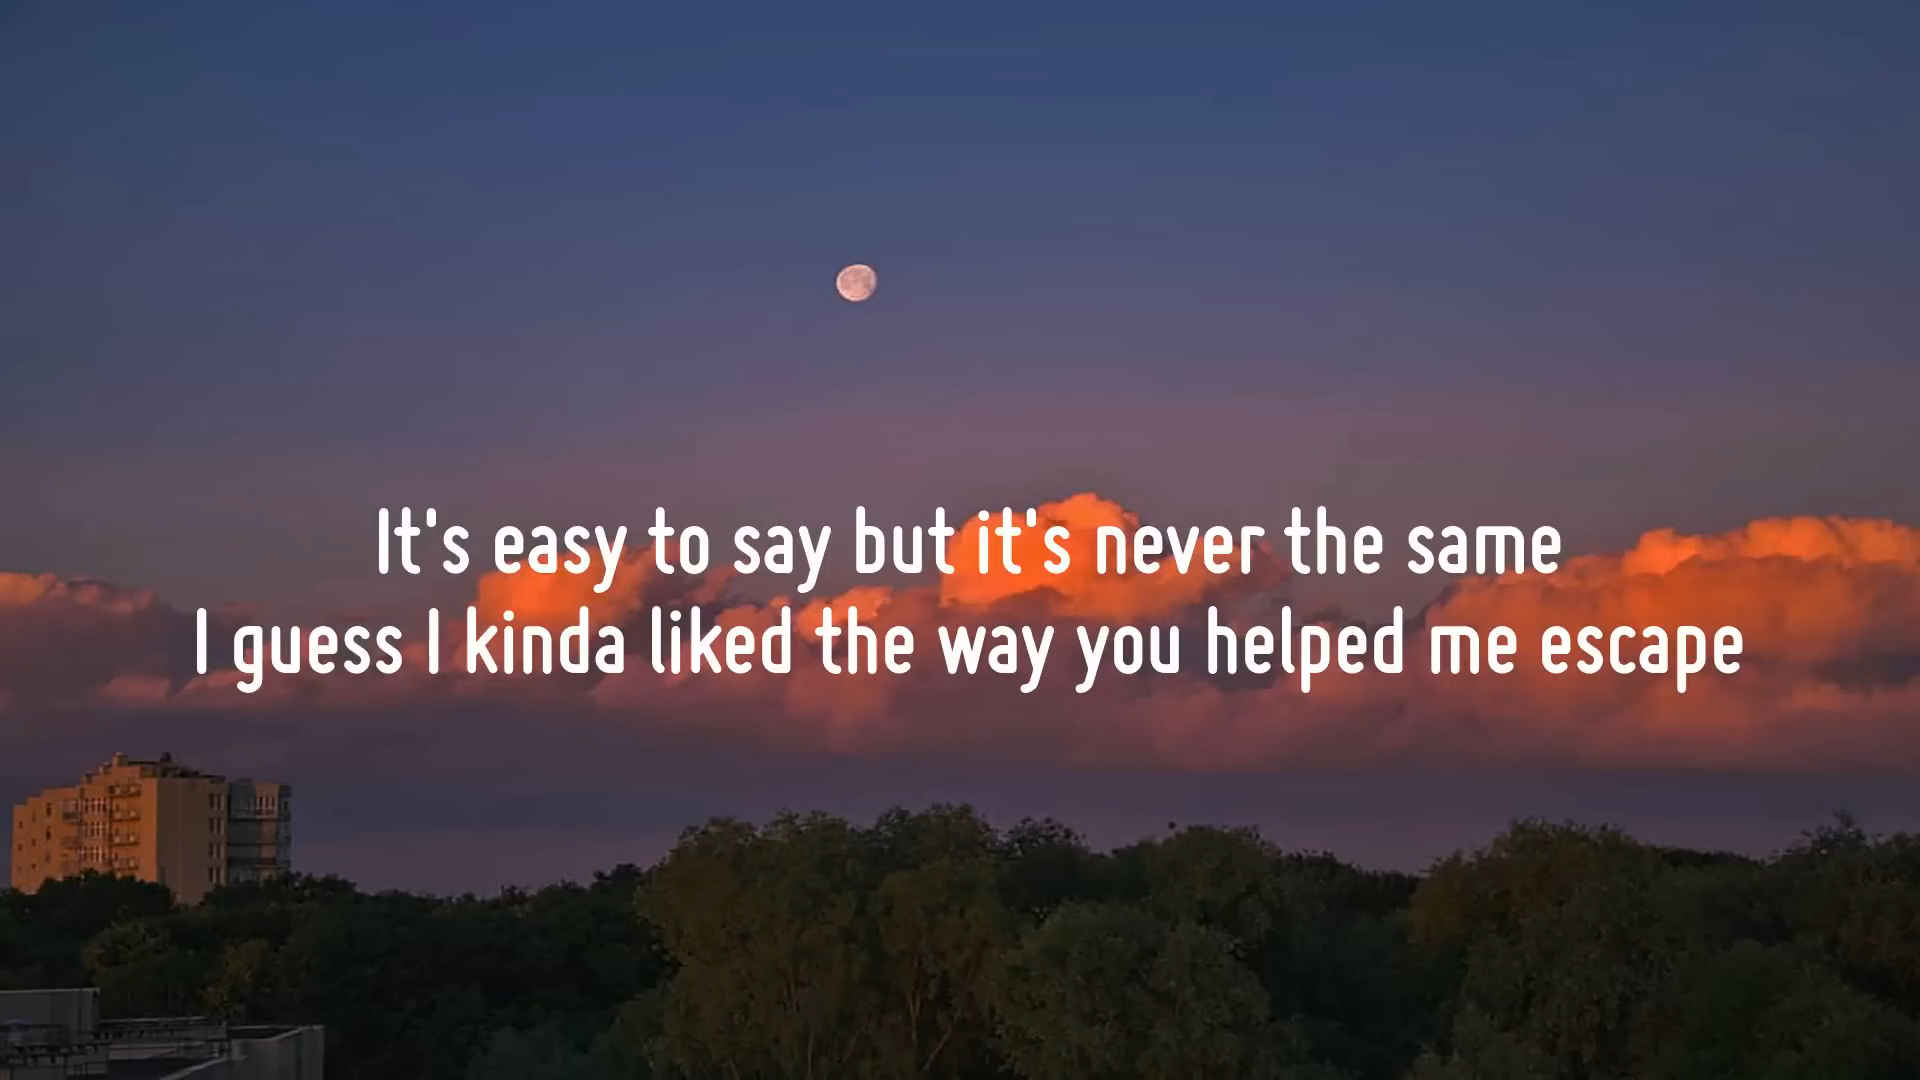 It's easy to say but it's never the same
I guess I kinda liked the way you helped me escape